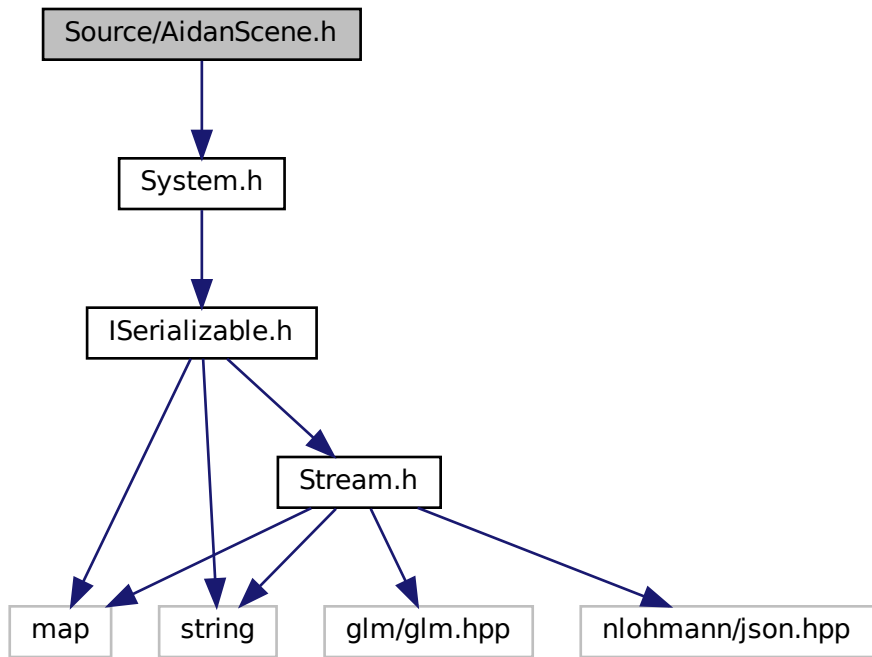 Source/AidanScene.h
System.h
ISerializable.h
Stream.h
map
string
glm/glm.hpp
nlohmann/json.hpp